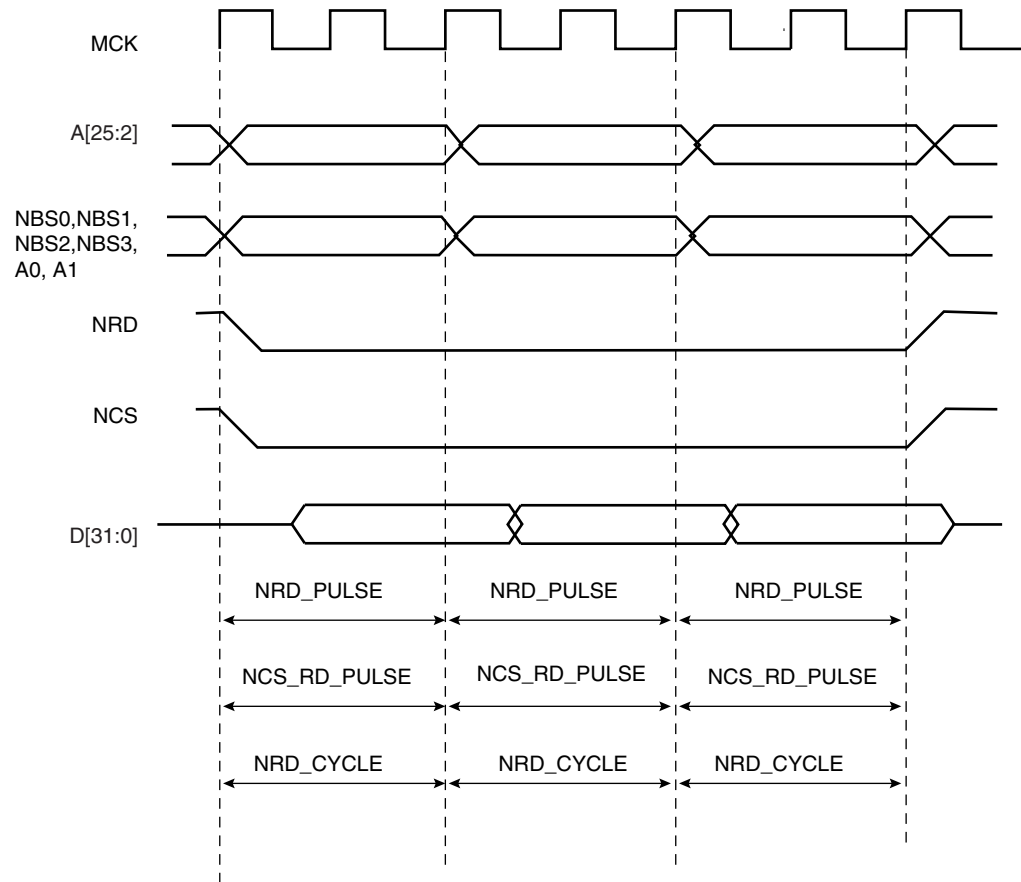 MCK
A[25:2]
NBS0,NBS1,
NBS2,NBS3,
A0, A1
NRD
NCS
D[31:0]
NRD_PULSE NRD_PULSE NRD_PULSE
NCS_RD_PULSE NCS_RD_PULSE NCS_RD_PULSE
NRD_CYCLE NRD_CYCLE NRD_CYCLE